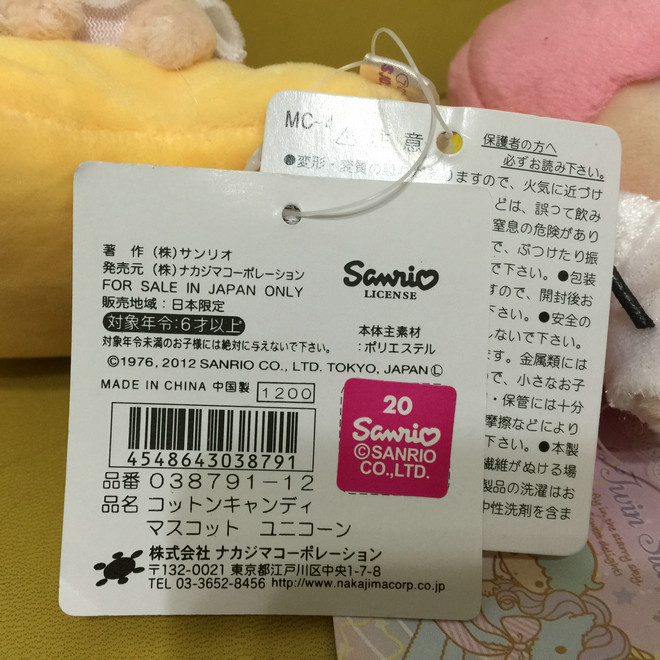 MC-4
⚠ 注意
●変形・変質の
ますので、火気に近づけ
どは、誤って飲み
窒息の危険があり
で、ぶつけたり振
で下さい。●包装
すので、開封後お
さい。●安全の
しないで下さい。
です。金属類には
で、小さなお子
・保管には十分
摩擦などにより
下さい。●本製
繊維がぬける場
製品の洗濯はお
中性洗剤を含ま
保護者の方へ
必ずお読み下さい。
著 作 (株)サンリオ
発売元 (株)ナカジマコーポレーション
FOR SALE IN JAPAN ONLY
販売地域：日本限定
対象年令:6才以上
対象年令未満のお子様には絶対に与えないで下さい。
Sanrio
LICENSE
本体主素材
:ポリエステル
©1976, 2012 SANRIO CO., LTD. TOKYO, JAPAN Ⓛ
MADE IN CHINA 中国製 1200
4548643038791
20
Sanrio
©SANRIO
CO.,LTD.
品番 038791-12
品名 コットンキャンディ
マスコット ユニコーン
株式会社 ナカジマコーポレーション
〒132-0021 東京都江戸川区中央1-7-8
TEL 03-3652-8456 http://www.nakajimacorp.co.jp
Twin